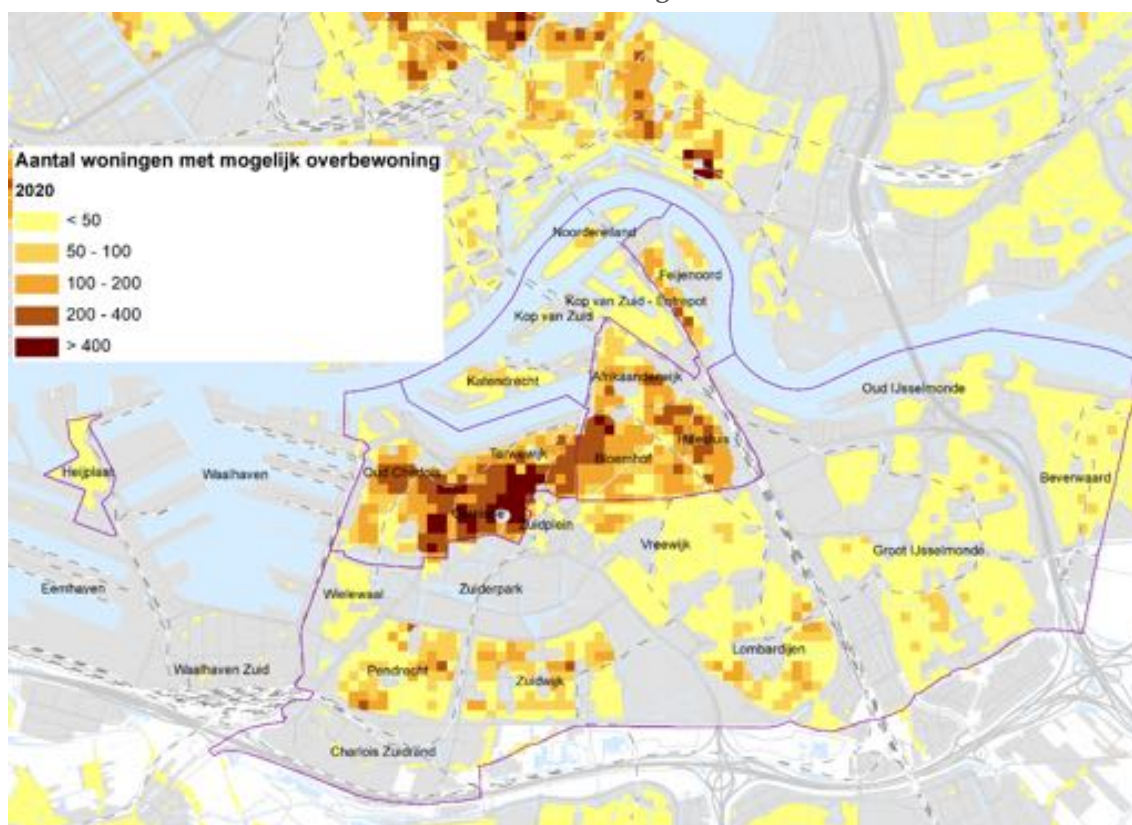 Aantal woningen met mogelijk overbewoning
2020
< 50
50 - 100
100 - 200
200 - 400
> 400
Noordereiland
Feijenoord
Kop van Zuid - Entrepot
Kop van Zuid
Katendrecht
Afrikaanderwijk
Oud IJsselmonde
Hillesluis
Tarwewijk
Bloemhof
Oud Charlois
Heijplaat
Waalhaven
Beverwaard
Zuidplein
Vreewijk
Groot IJsselmonde
Eemhaven
Zuiderpark
Wielewaal
Lombardijen
Waalhaven Zuid
Pendrecht
Zuidwijk
Charlois Zuidrand